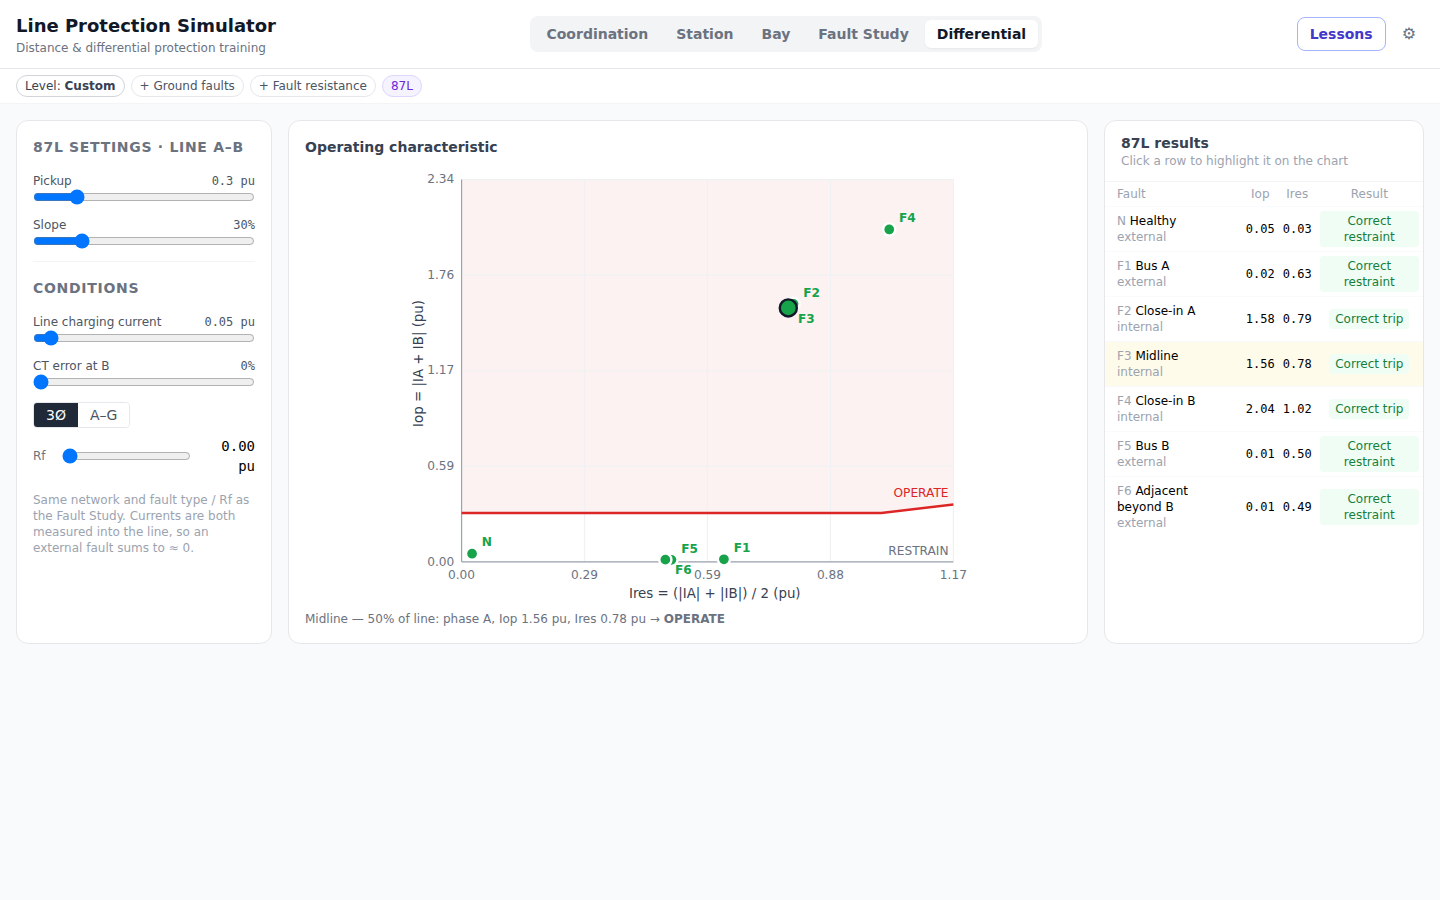 Line Protection Simulator
Distance & differential protection training
Coordination Station Bay Fault Study Differential
Lessons ⚙
Level: Custom + Ground faults + Fault resistance 87L
87L SETTINGS · LINE A–B
Pickup 0.3 pu
Slope 30%
CONDITIONS
Line charging current 0.05 pu
CT error at B 0%
3Ø A–G
Rf 0.00 pu
Same network and fault type / Rf as
the Fault Study. Currents are both
measured into the line, so an
external fault sums to ≈ 0.
Operating characteristic
2.34
1.76
1.17
0.59
0.00
Iop = |IA + IB| (pu)
F4
F2
F3
OPERATE
RESTRAIN
N
F5
F6
F1
0.00 0.29 0.59 0.88 1.17
Ires = (|IA| + |IB|) / 2 (pu)
Midline — 50% of line: phase A, Iop 1.56 pu, Ires 0.78 pu → OPERATE
87L results
Click a row to highlight it on the chart
Fault Iop Ires Result
N Healthy external 0.05 0.03 Correct restraint
F1 Bus A external 0.02 0.63 Correct restraint
F2 Close-in A internal 1.58 0.79 Correct trip
F3 Midline internal 1.56 0.78 Correct trip
F4 Close-in B internal 2.04 1.02 Correct trip
F5 Bus B external 0.01 0.50 Correct restraint
F6 Adjacent beyond B external 0.01 0.49 Correct restraint